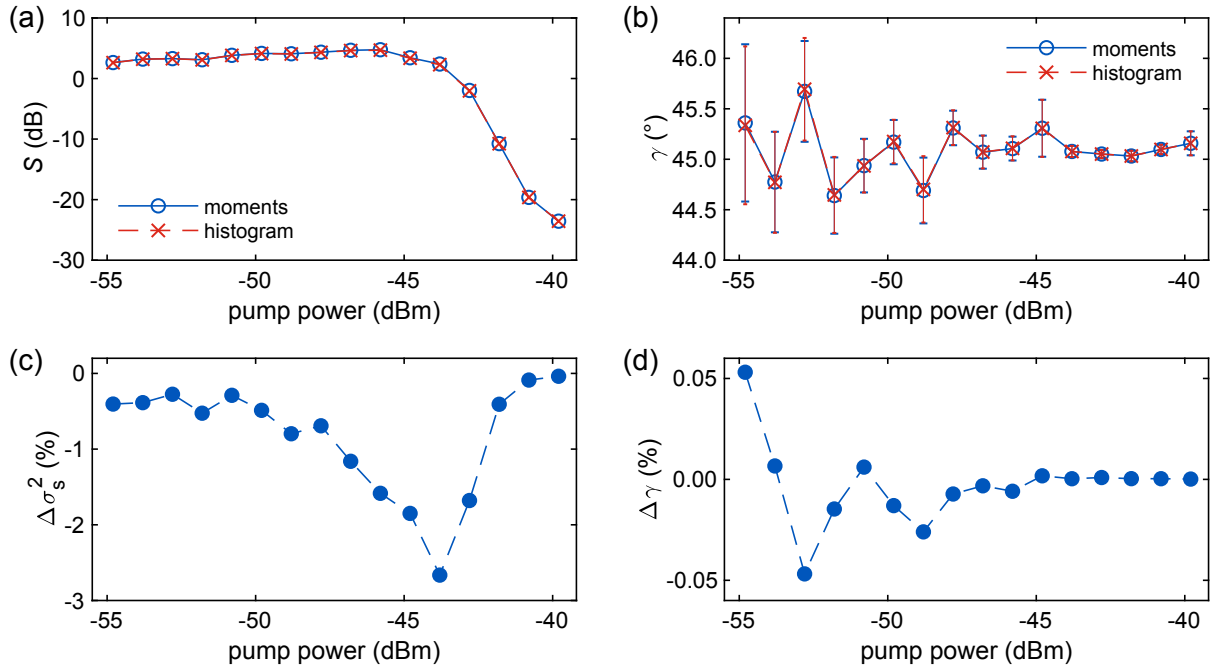 (a)
10
0
-10
-20
-30
S (dB)
moments
histogram
-55
-50
-45
-40
pump power (dBm)
(b)
46.0
45.5
45.0
44.5
44.0
γ (°)
moments
histogram
-55
-50
-45
-40
pump power (dBm)
(c)
0
-1
-2
-3
Δσs² (%)
-55
-50
-45
-40
pump power (dBm)
(d)
0.05
0.00
-0.05
Δγ (%)
-55
-50
-45
-40
pump power (dBm)